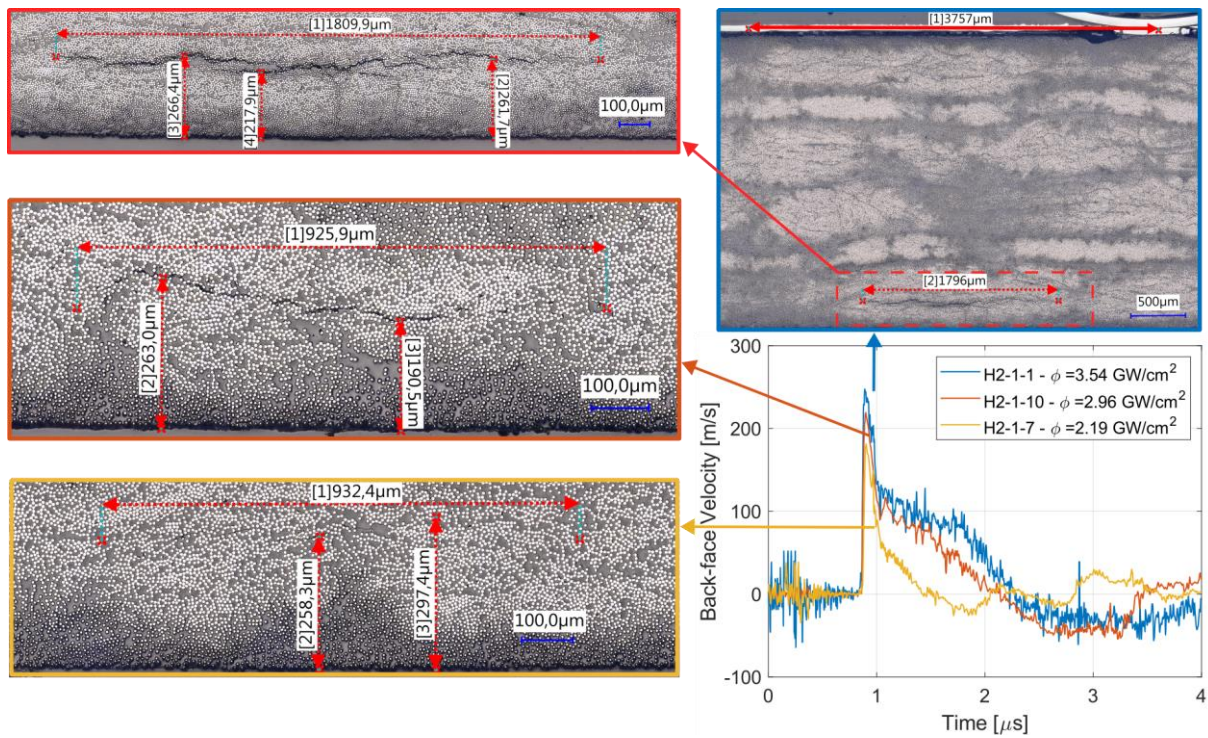 [1]1809,9µm
[3]266,4µm
[4]217,9µm
[2]261,7µm
100,0µm
[1]3757µm
[2]1796µm
500µm
[1]925,9µm
[2]263,0µm
[3]190,5µm
100,0µm
[1]932,4µm
[2]258,3µm
[3]297,4µm
100,0µm
300
200
100
0
-100
Back-face Velocity [m/s]
H2-1-1 - ϕ =3.54 GW/cm²
H2-1-10 - ϕ =2.96 GW/cm²
H2-1-7 - ϕ =2.19 GW/cm²
0 1 2 3 4
Time [μs]